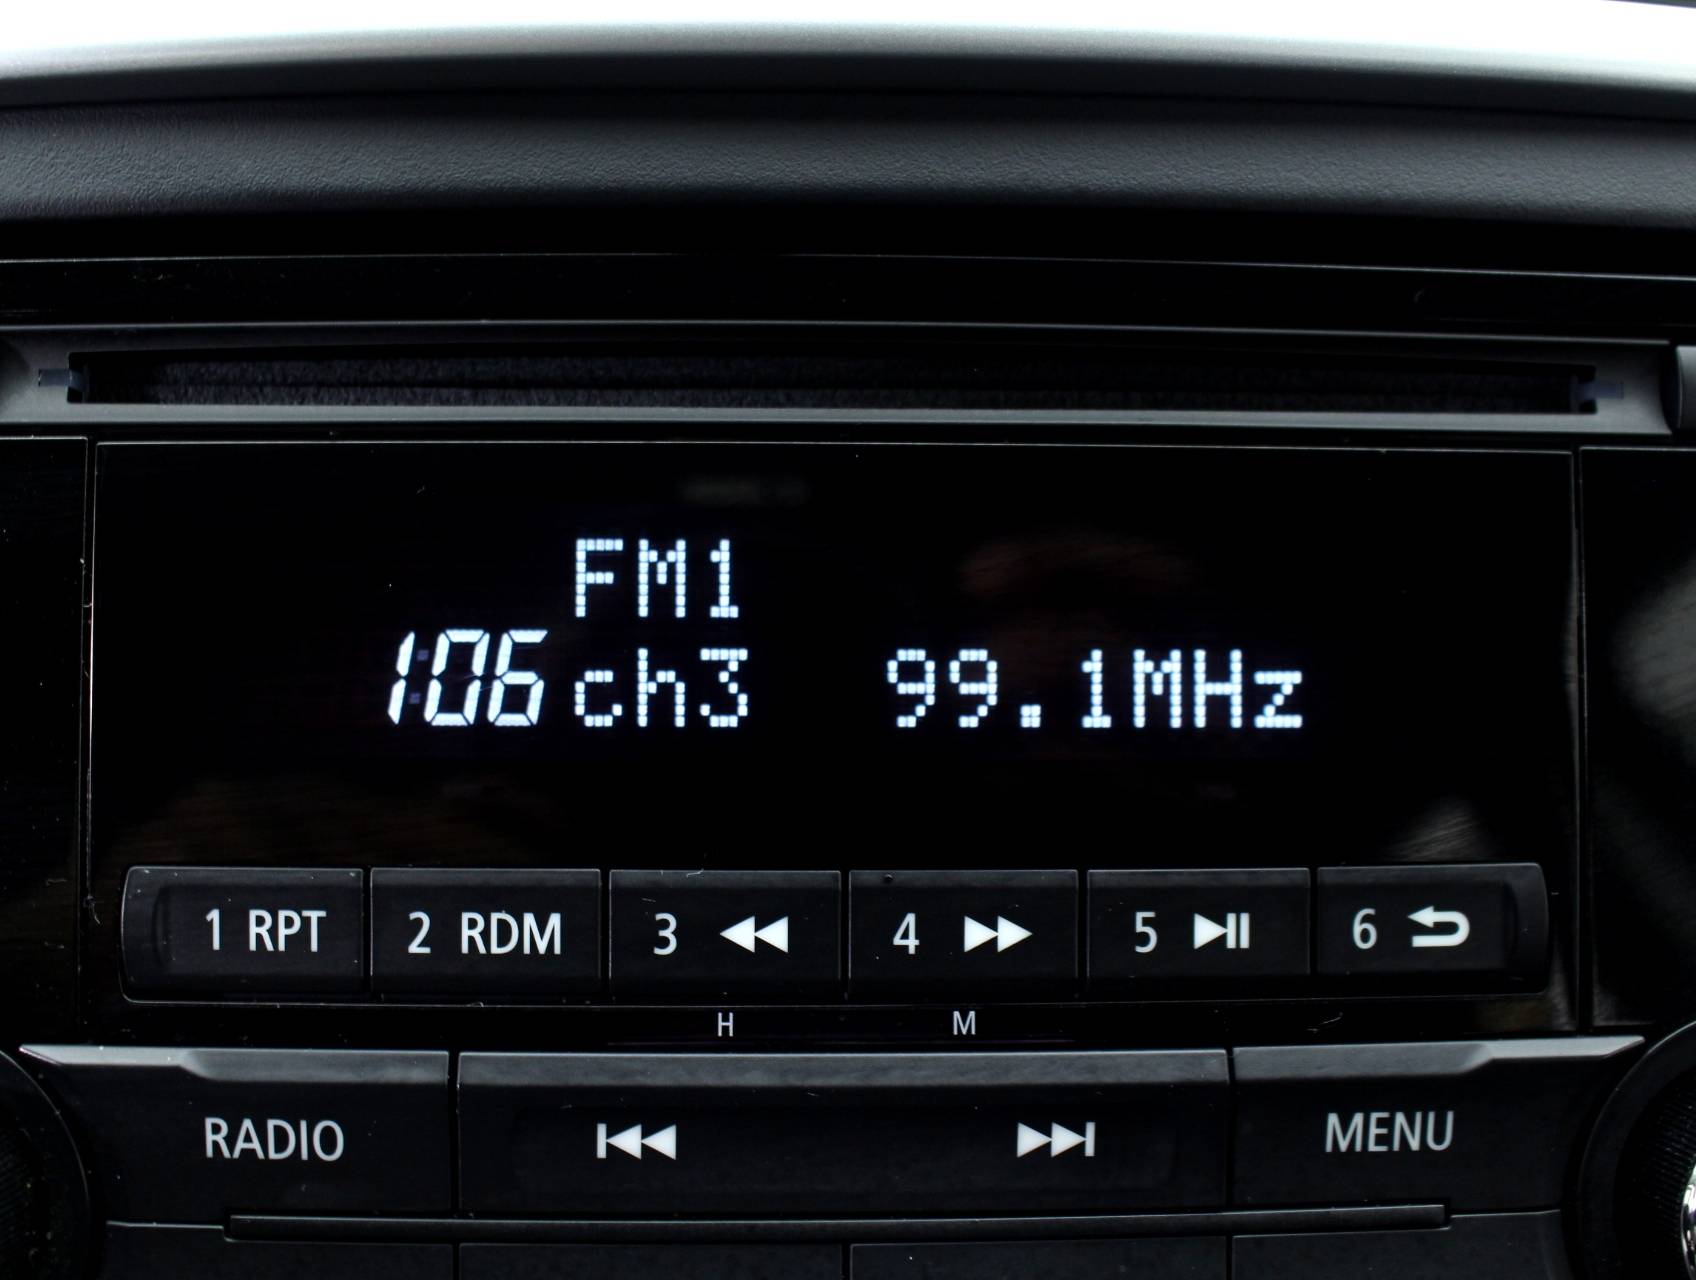 FM1
1:06 ch3 99.1MHz
1 RPT 2 RDM 3 4 5 6
H M
RADIO MENU